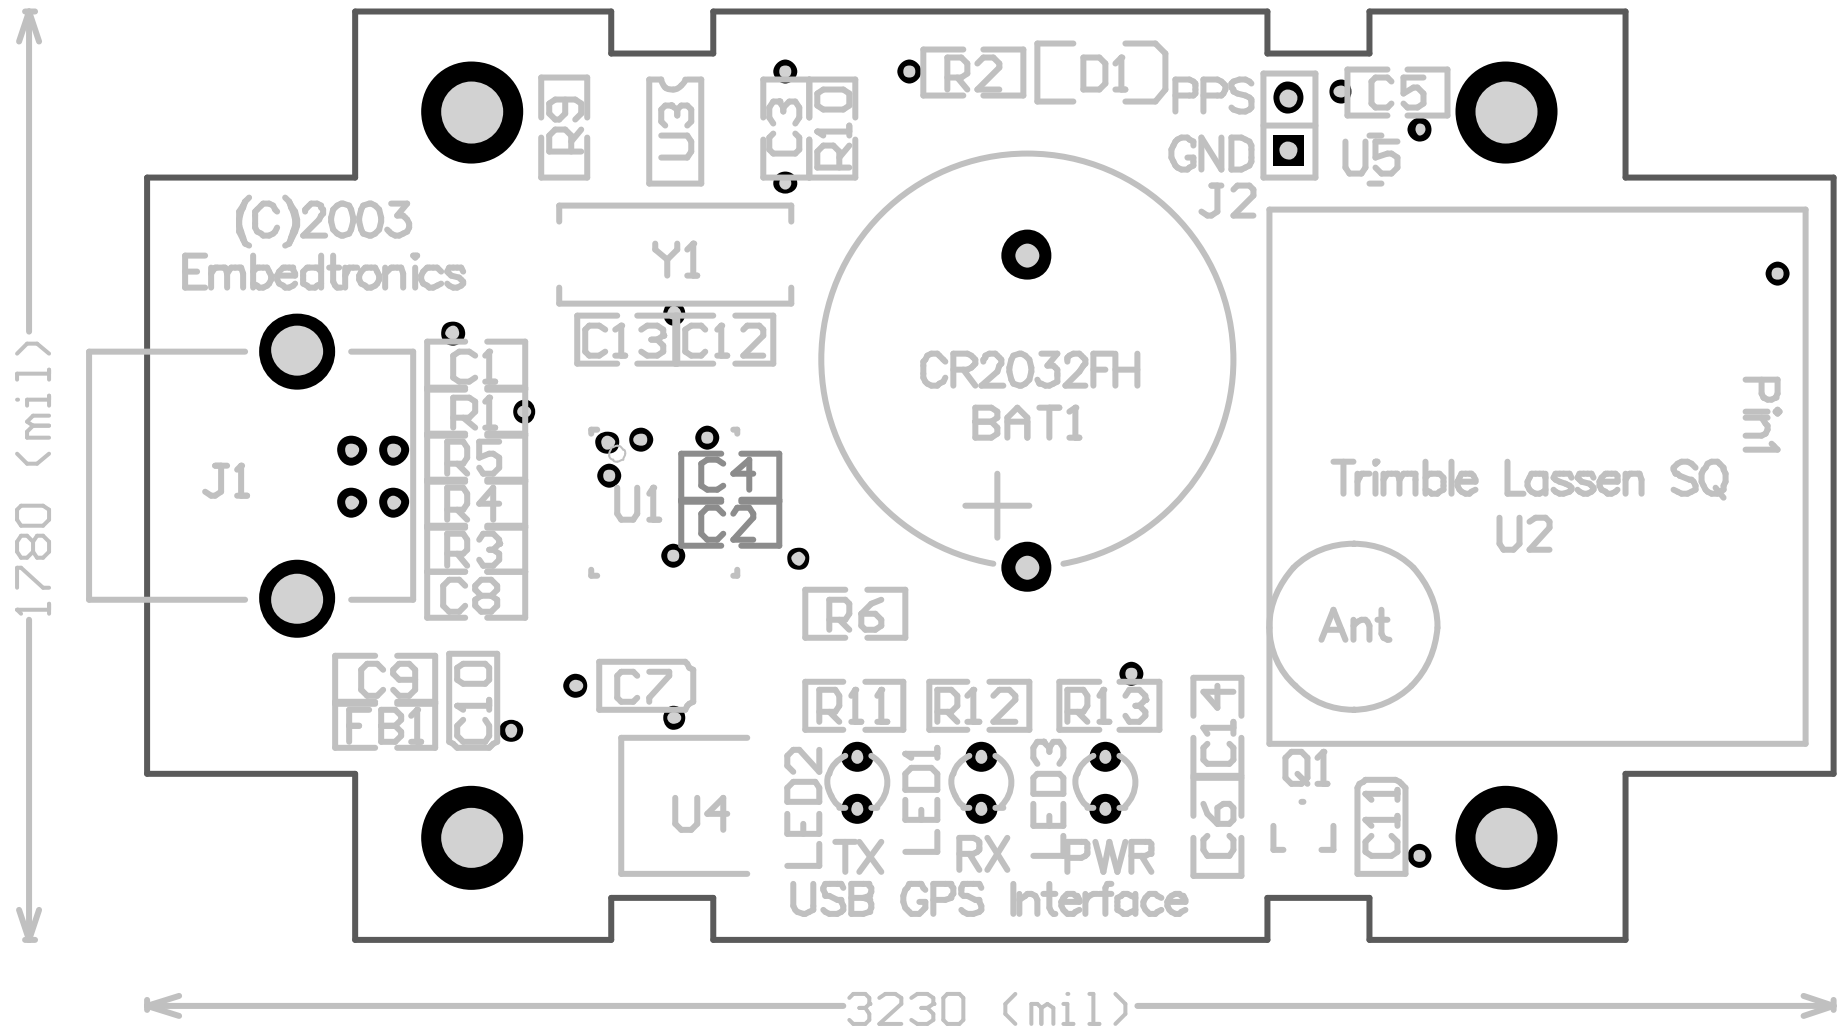 R2
D1
PPS
C5
R9
U3
C3
R10
GND
U5
J2
(C)2003
Embedtronics
Y1
C13
C12
CR2032FH
BAT1
C1
R1
R5
R4
R3
C8
J1
C4
C2
U1
Pin1
Trimble Lassen SQ
U2
Ant
R6
C9
FB1
C10
C7
R11
R12
R13
C14
C6
U4
LED2
LED1
LED3
Q1
C11
TX
RX
PWR
USB GPS Interface
1780 (mil)
3230 (mil)